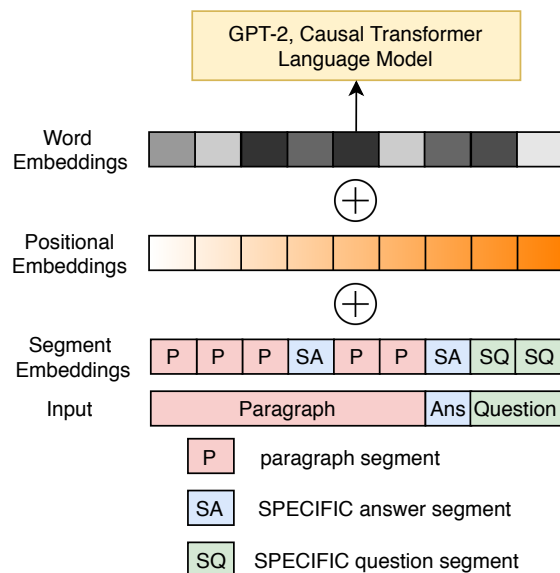 GPT-2, Causal Transformer
Language Model
Word
Embeddings
Positional
Embeddings
Segment
Embeddings
P P P SA P P SA SQ SQ
Input
Paragraph Ans Question
P paragraph segment
SA SPECIFIC answer segment
SQ SPECIFIC question segment